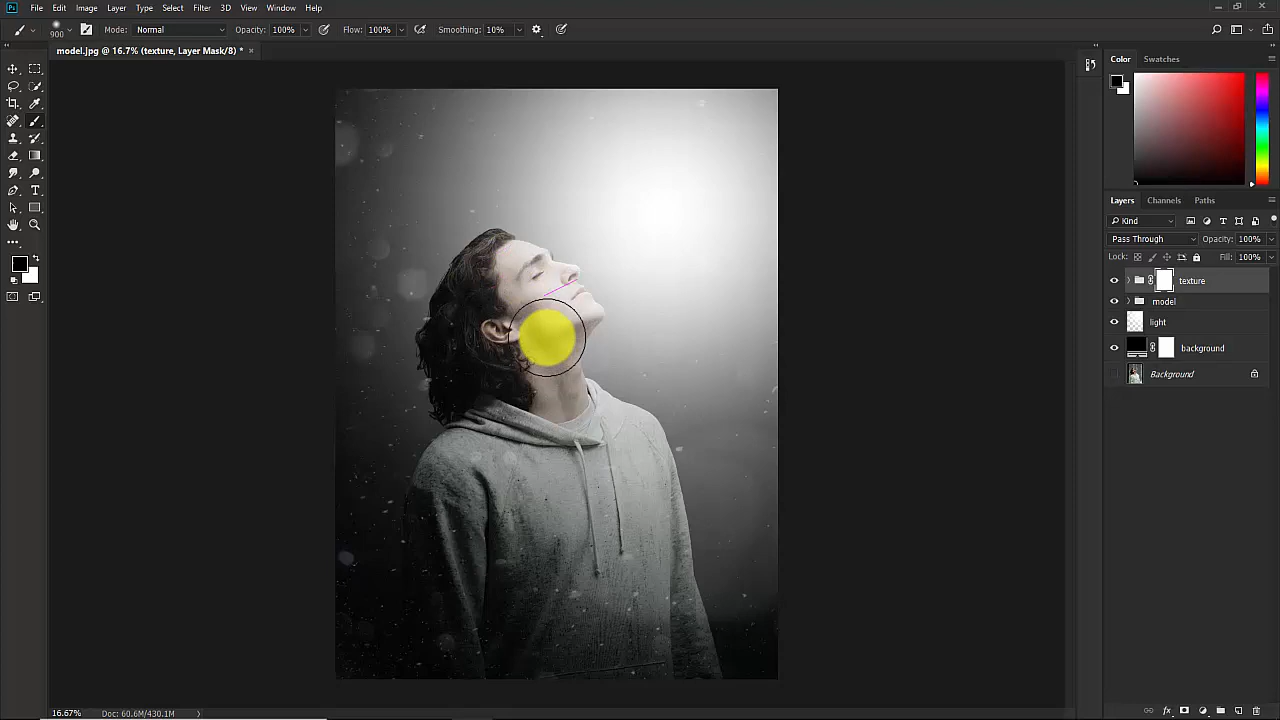 Ps File Edit Image Layer Type Select Filter 3D View Window Help
900 Mode: Normal Opacity: 100% Flow: 100% Smoothing: 10%
model.jpg @ 16.7% (texture, Layer Mask/8) * ×
Color Swatches
Layers Channels Paths
Kind
Pass Through Opacity: 100%
Lock: Fill: 100%
texture
model
light
background
Background
16.67% Doc: 60.6M/430.1M